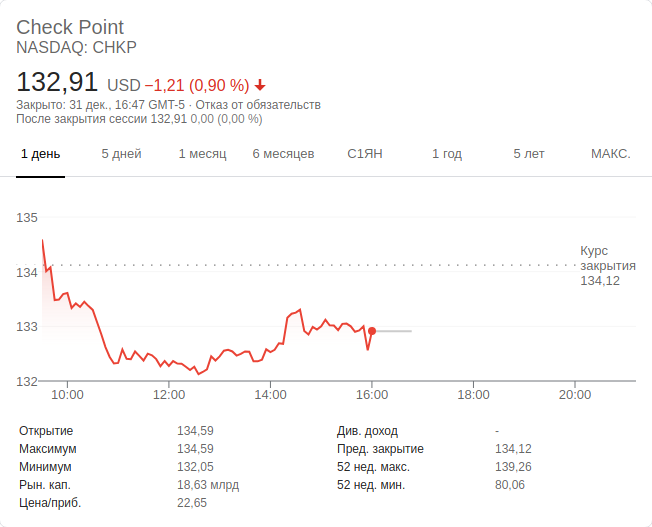 Check Point
NASDAQ: CHKP
132,91 USD −1,21 (0,90 %)
Закрыто: 31 дек., 16:47 GMT-5 · Отказ от обязательств
После закрытия сессии 132,91 0,00 (0,00 %)
1 день 5 дней 1 месяц 6 месяцев С1ЯН 1 год 5 лет МАКС.
135
Курс
закрытия
134,12
134
133
132
10:00 12:00 14:00 16:00 18:00 20:00
Открытие 134,59 Див. доход -
Максимум 134,59 Пред. закрытие 134,12
Минимум 132,05 52 нед. макс. 139,26
Рын. кап. 18,63 млрд 52 нед. мин. 80,06
Цена/приб. 22,65